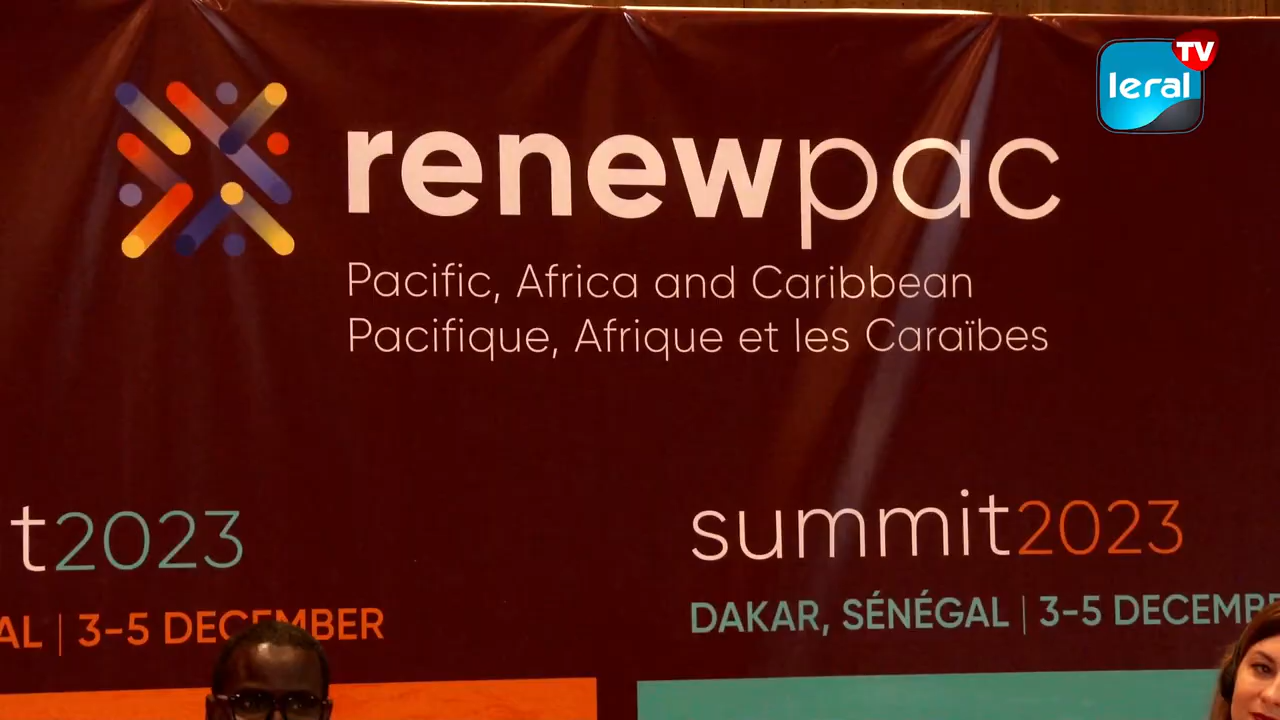 TV
leral
renewpac
Pacific, Africa and Caribbean
Pacifique, Afrique et les Caraïbes
t2023
AL | 3-5 DECEMBER
summit2023
DAKAR, SÉNÉGAL | 3-5 DECEMBE